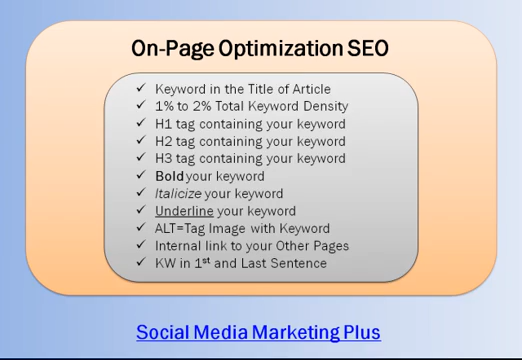 On-Page Optimization SEO
✓ Keyword in the Title of Article
✓ 1% to 2% Total Keyword Density
✓ H1 tag containing your keyword
✓ H2 tag containing your keyword
✓ H3 tag containing your keyword
✓ Bold your keyword
✓ Italicize your keyword
✓ Underline your keyword
✓ ALT=Tag Image with Keyword
✓ Internal link to your Other Pages
✓ KW in 1st and Last Sentence
Social Media Marketing Plus